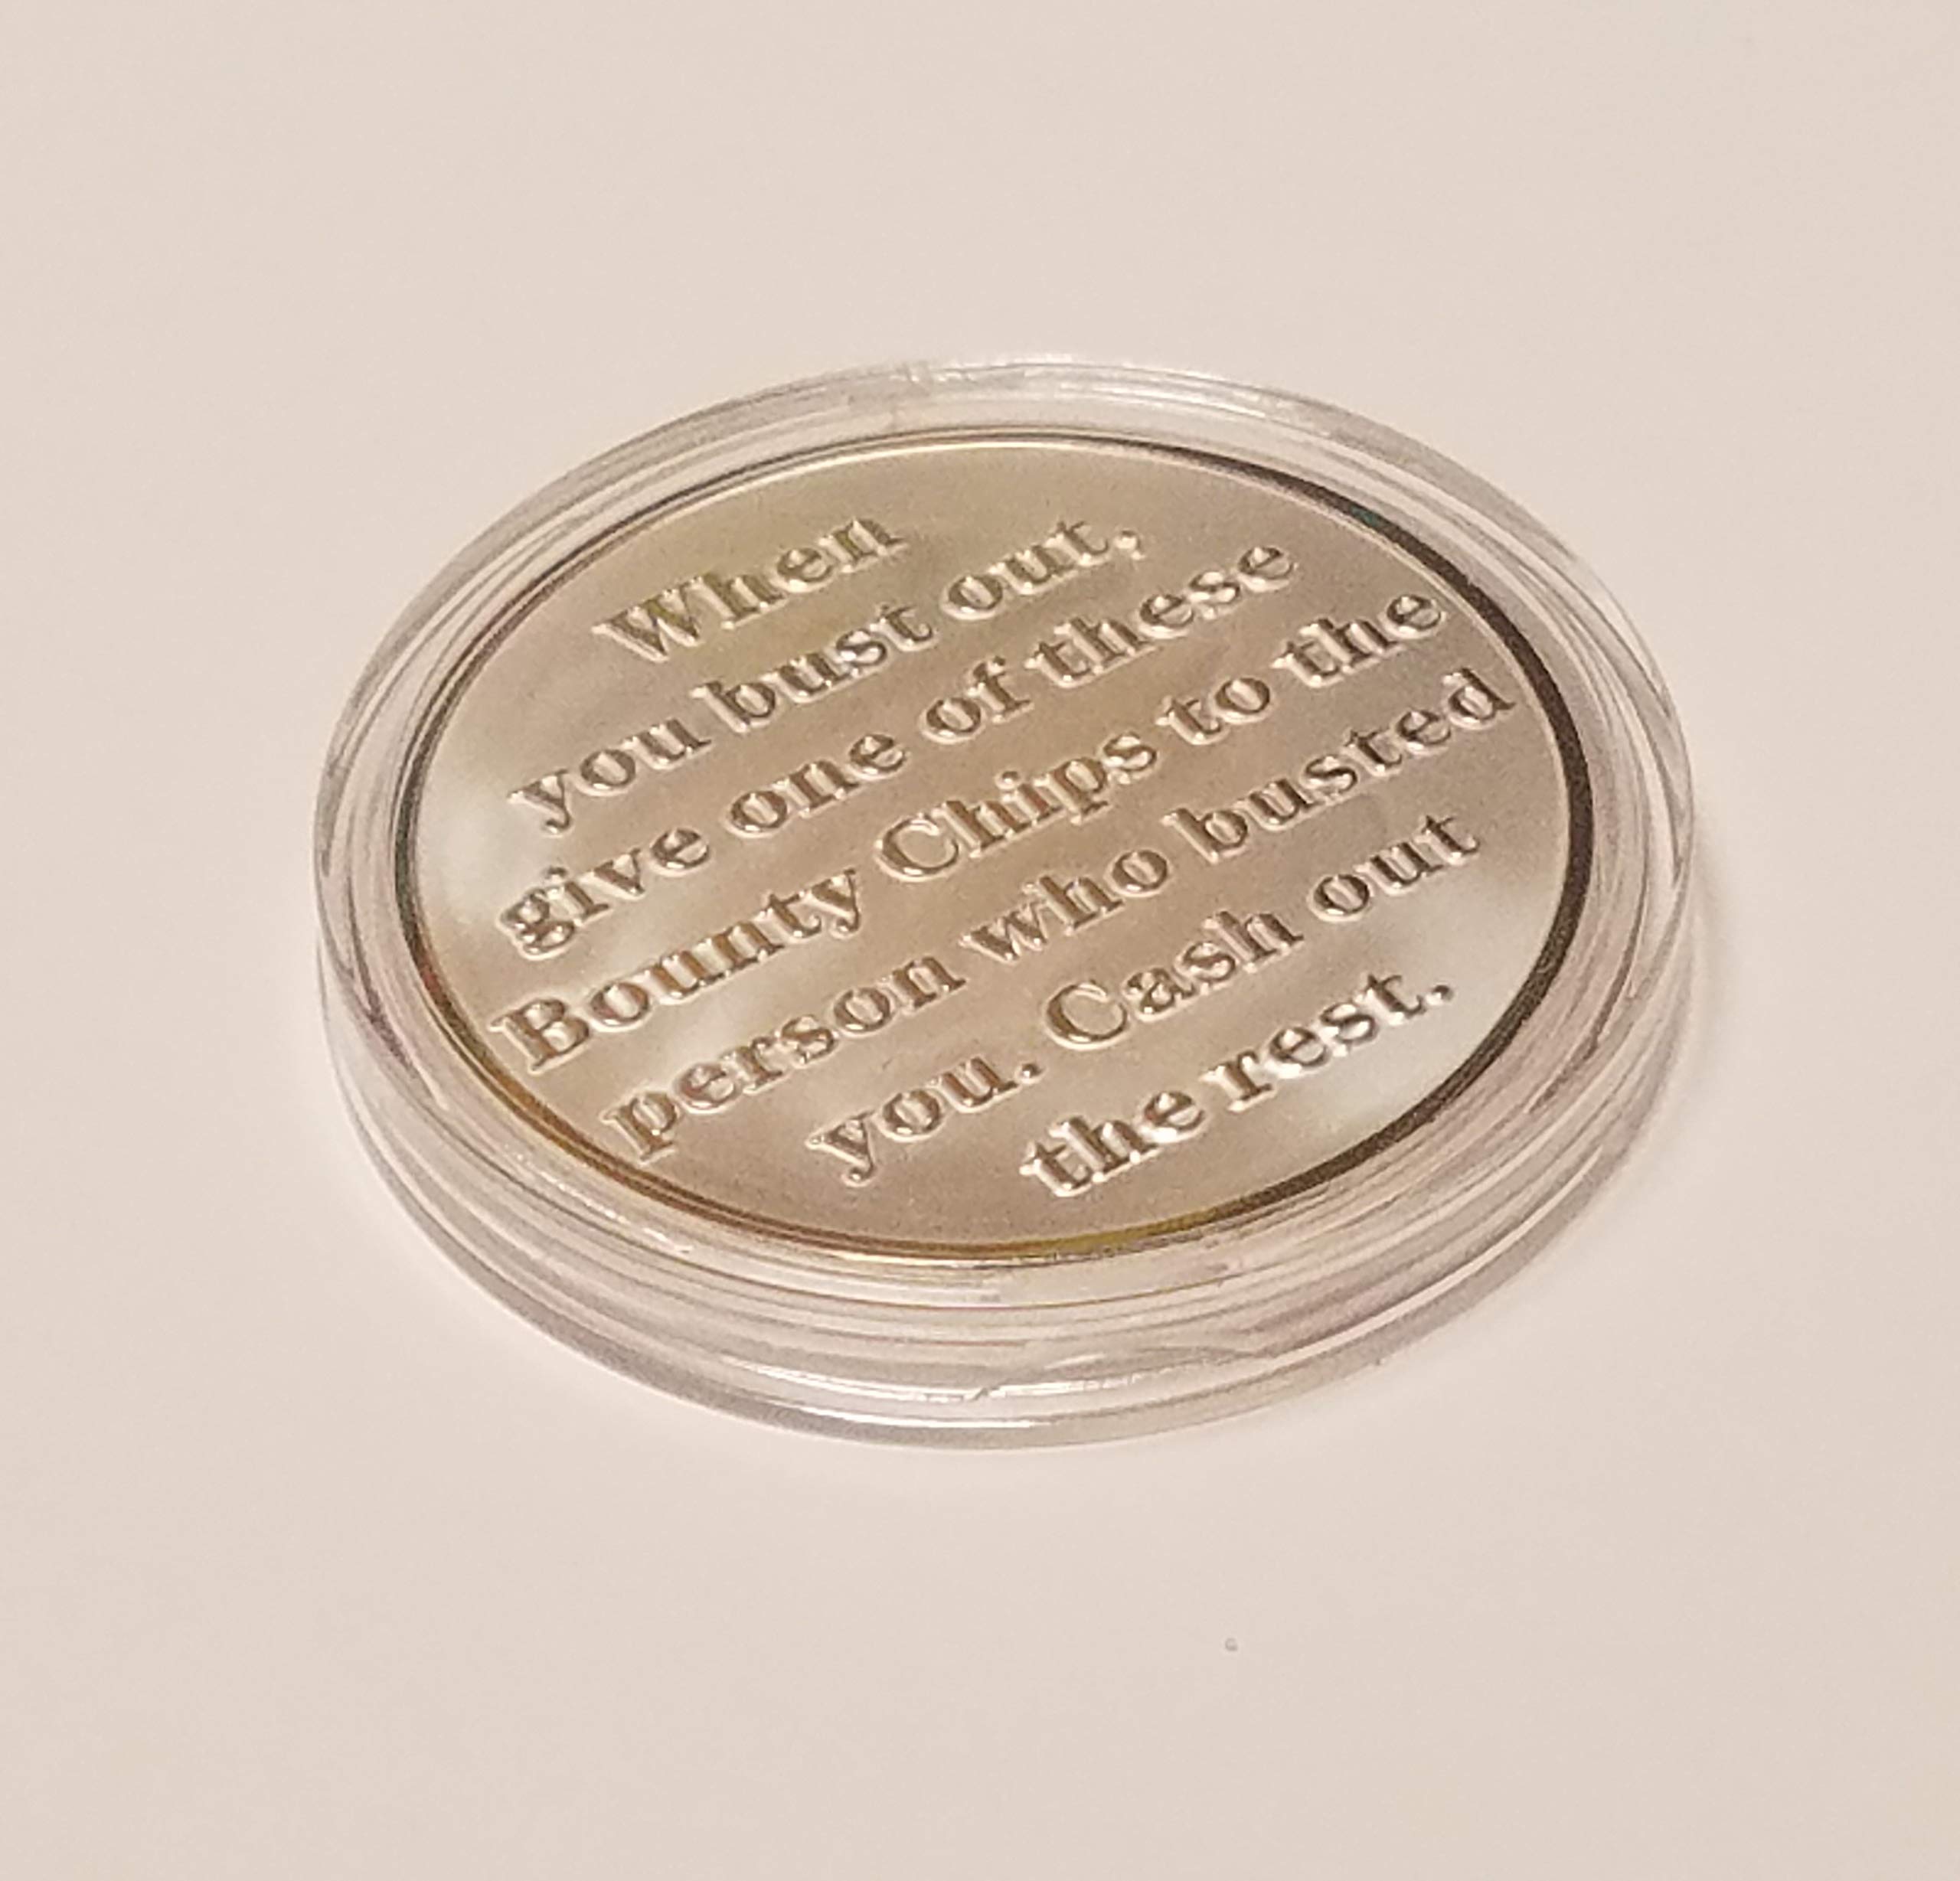 When
you bust out,
give one of these
Bounty Chips to the
person who busted
you. Cash out
the rest.